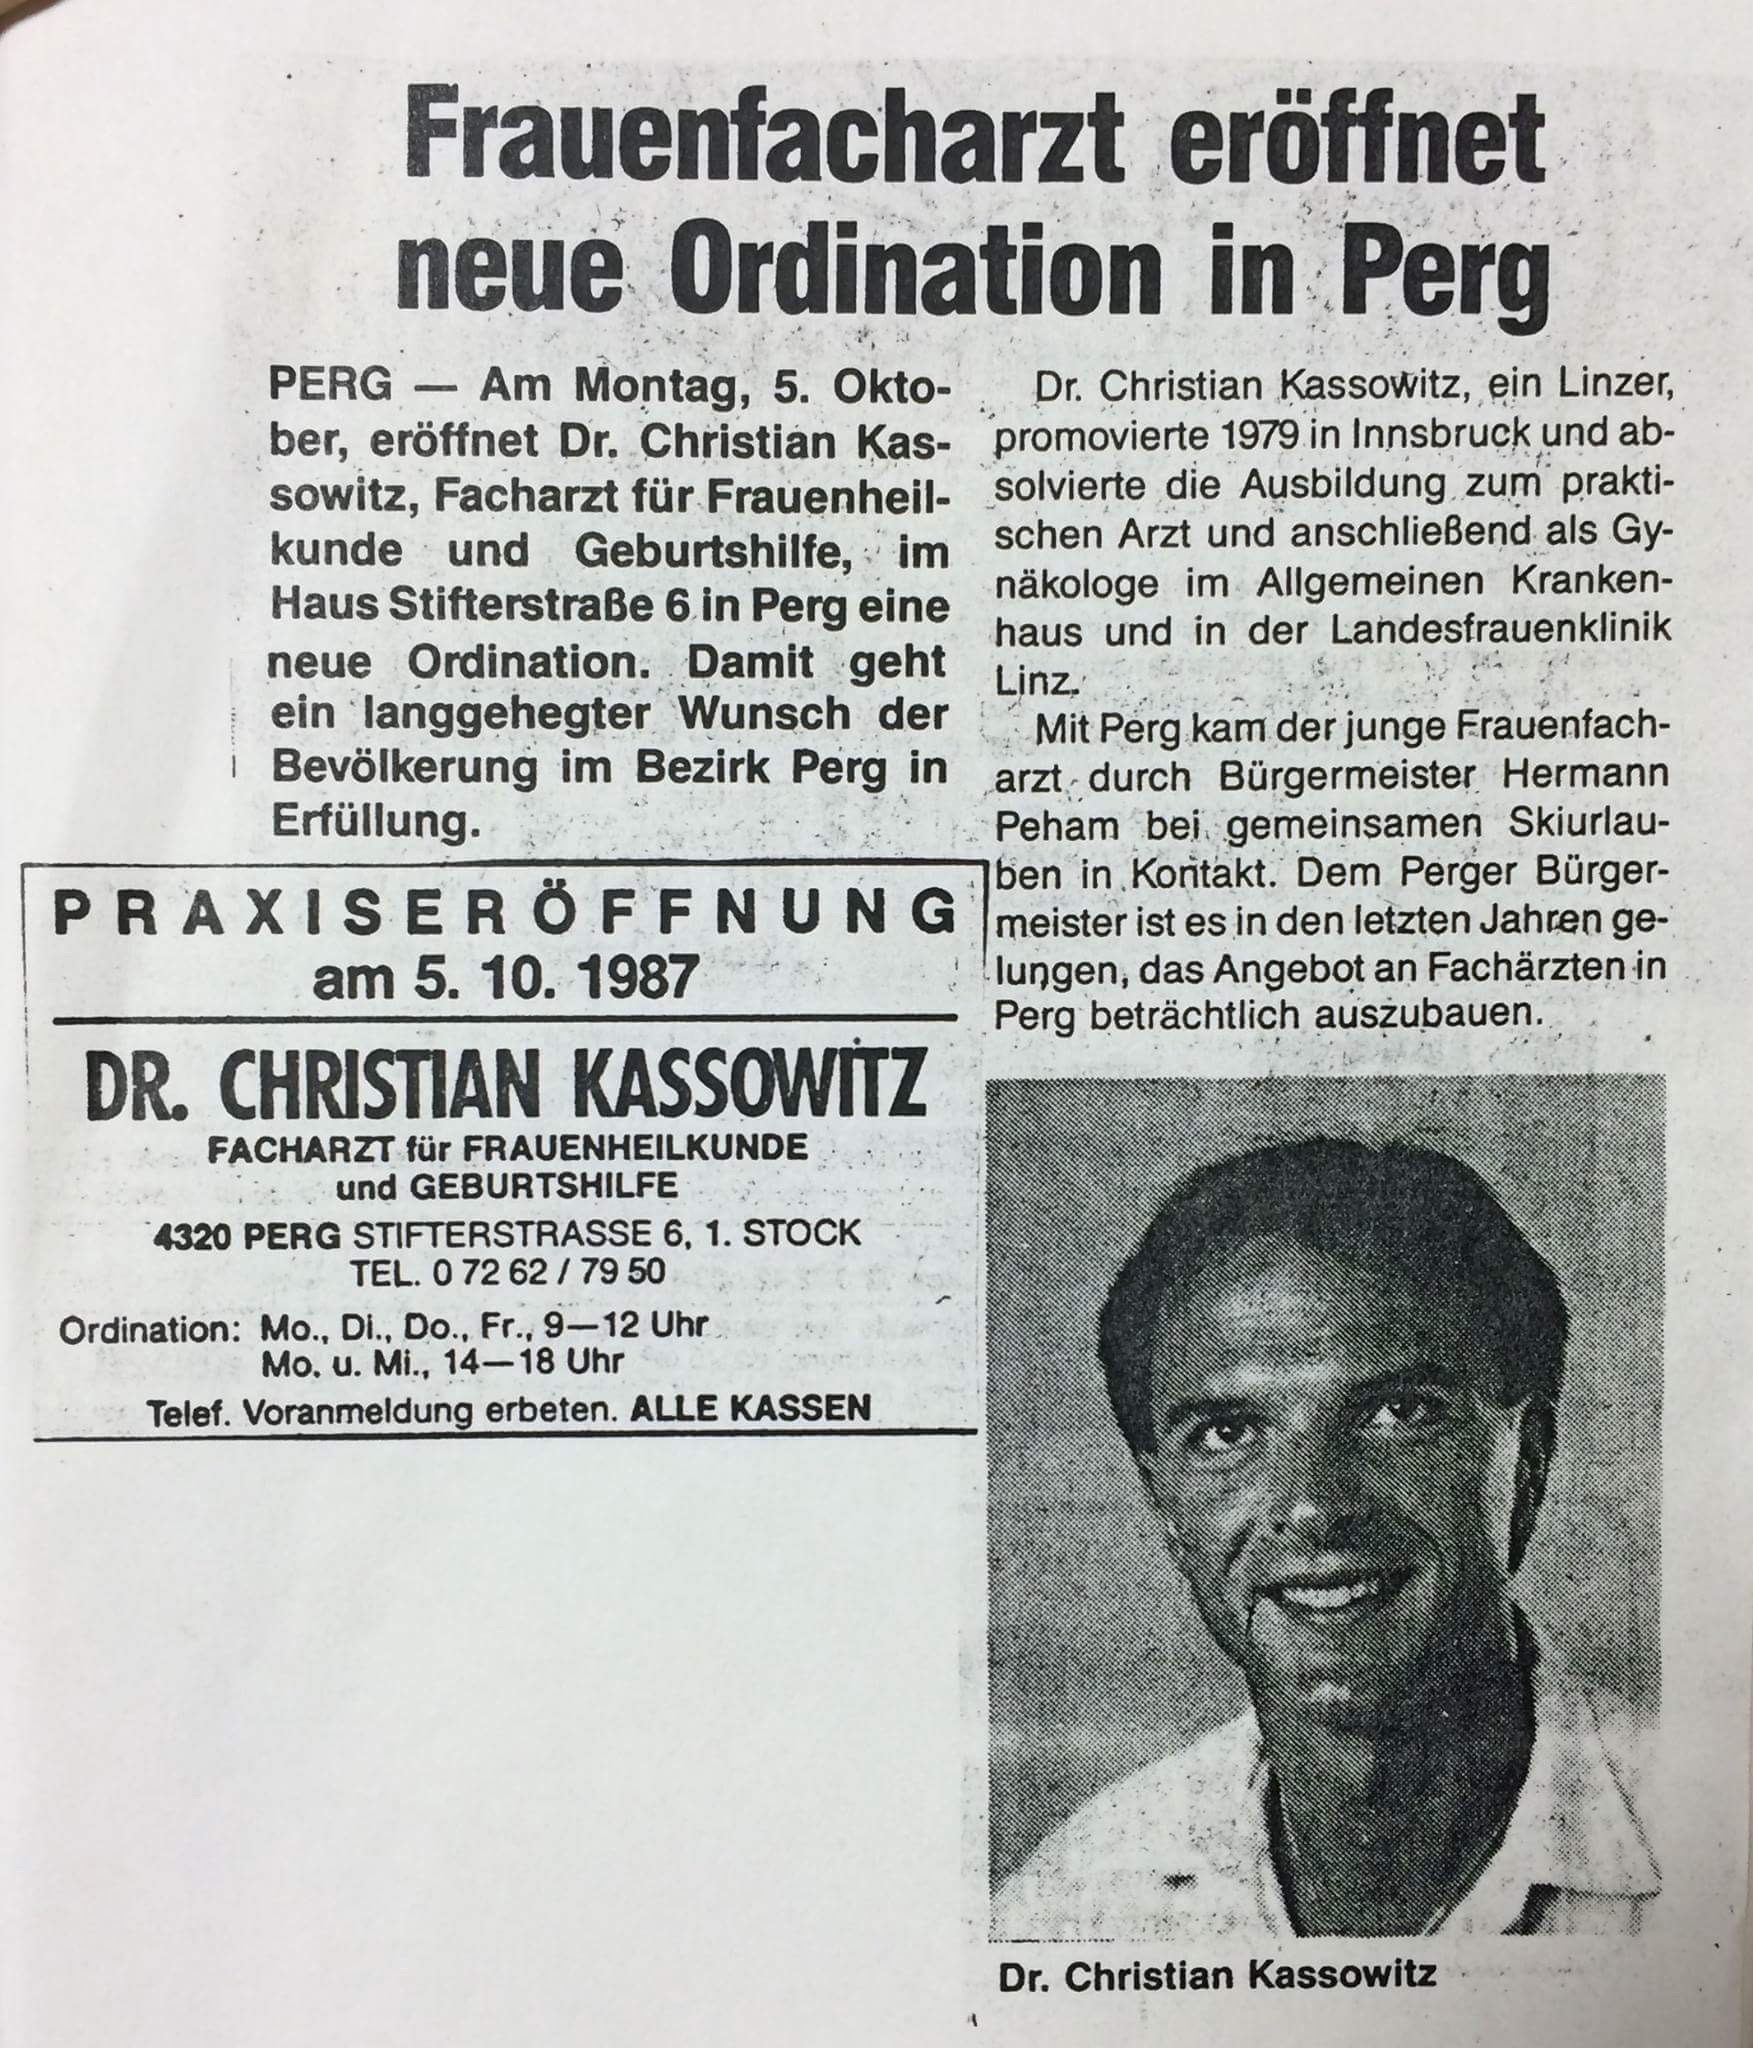 Frauenfacharzt eröffnet
neue Ordination in Perg
PERG — Am Montag, 5. Okto-
ber, eröffnet Dr. Christian Kas-
sowitz, Facharzt für Frauenheil-
kunde und Geburtshilfe, im
Haus Stifterstraße 6 in Perg eine
neue Ordination. Damit geht
ein langgehegter Wunsch der
Bevölkerung im Bezirk Perg in
Erfüllung.
PRAXISERÖFFNUNG
am 5. 10. 1987
DR. CHRISTIAN KASSOWITZ
FACHARZT für FRAUENHEILKUNDE
und GEBURTSHILFE
4320 PERG STIFTERSTRASSE 6, 1. STOCK
TEL. 0 72 62 / 79 50
Ordination: Mo., Di., Do., Fr., 9—12 Uhr
Mo. u. Mi., 14—18 Uhr
Telef. Voranmeldung erbeten. ALLE KASSEN
Dr. Christian Kassowitz, ein Linzer,
promovierte 1979 in Innsbruck und ab-
solvierte die Ausbildung zum prakti-
schen Arzt und anschließend als Gy-
näkologe im Allgemeinen Kranken-
haus und in der Landesfrauenklinik
Linz.
Mit Perg kam der junge Frauenfach-
arzt durch Bürgermeister Hermann
Peham bei gemeinsamen Skiurlau-
ben in Kontakt. Dem Perger Bürger-
meister ist es in den letzten Jahren ge-
lungen, das Angebot an Fachärzten in
Perg beträchtlich auszubauen.
Dr. Christian Kassowitz